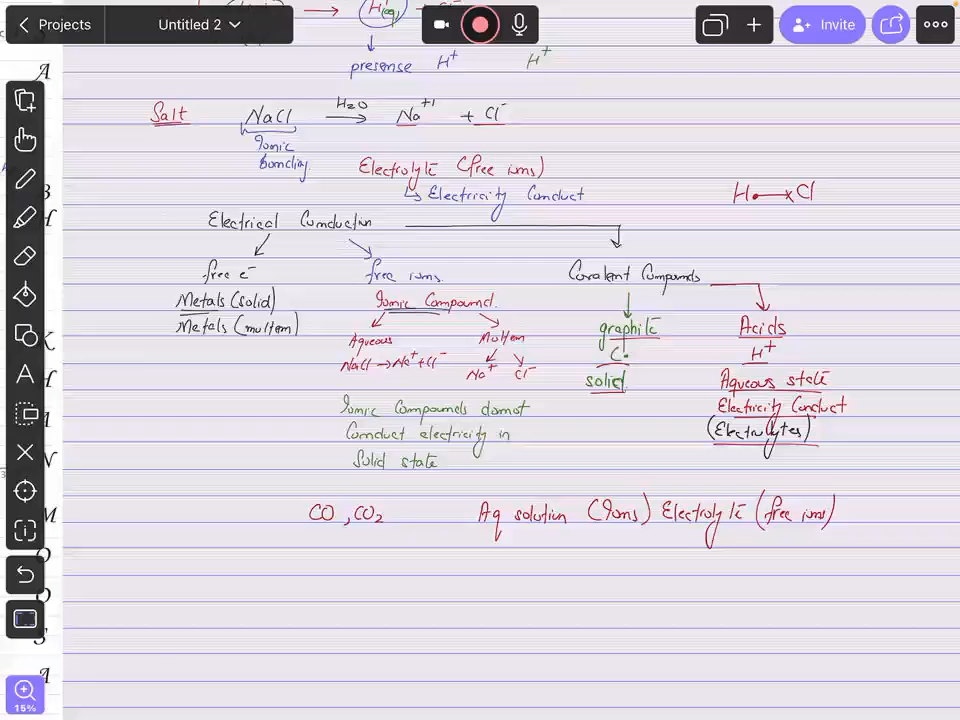 Projects
Untitled 2
Invite
H+(aq)
presense H+ H+
Salt NaCl H2O → Na+1 + Cl-
Ionic
bonding
Electrolyte (free ions)
↳ Electricity Conduct
H Cl
Electrical Conduction
free e- free ions Covalent Compounds
Metals (solid) Ionic Compound
Metals (moltem) Aqueous Moltem graphite Acids
NaCl → Na+ + Cl- Na+ Cl- C H+
solid Aqueous state
Ionic Compounds donot Electricity Conduct
Conduct electricity in (Electrolytes)
Solid state
CO , CO2 Aq solution (Ions) Electrolyte (free ions)
A
B
H
K
H
N
M
O
O
S
A
15%